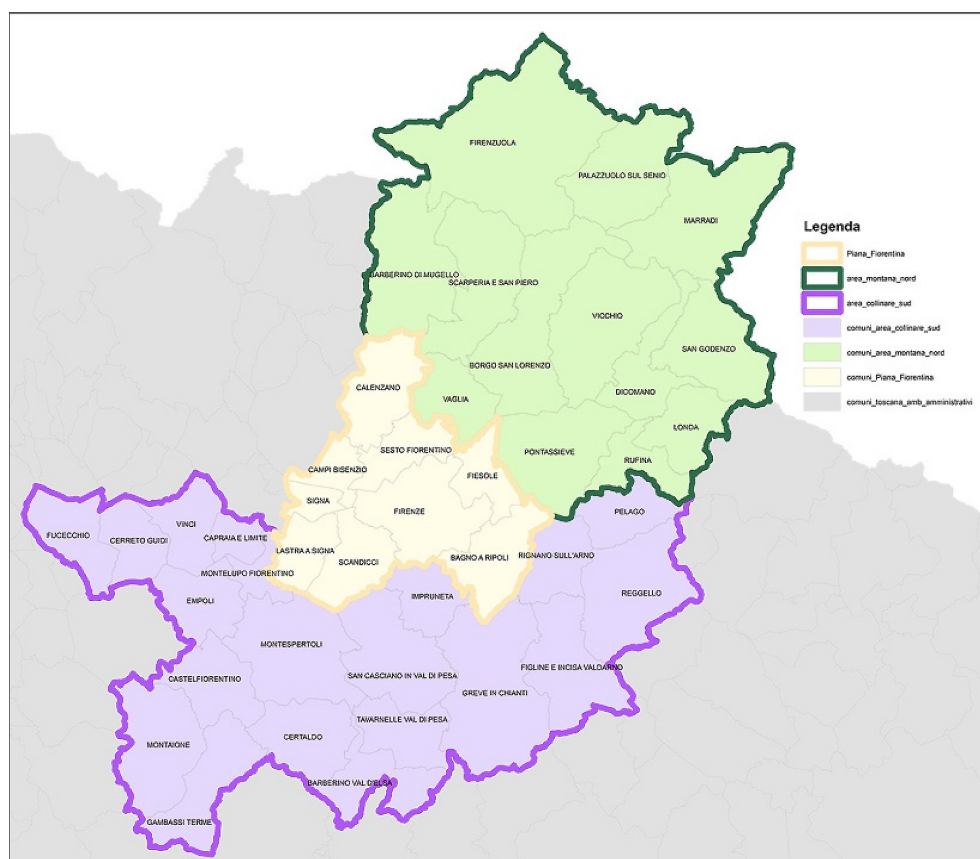 FIRENZUOLA
PALAZZUOLO SUL SENIO
MARRADI
BARBERINO DI MUGELLO
SCARPERIA E SAN PIERO
VICCHIO
SAN GODENZO
BORGO SAN LORENZO
DICOMANO
VAGLIA
LONDA
PONTASSIEVE
RUFINA
CALENZANO
SESTO FIORENTINO
CAMPI BISENZIO
FIESOLE
SIGNA
FIRENZE
LASTRA A SIGNA
SCANDICCI
BAGNO A RIPOLI
PELAGO
RIGNANO SULL'ARNO
REGGELLO
FUCECCHIO
CERRETO GUIDI
VINCI
CAPRAIA E LIMITE
MONTELUPO FIORENTINO
EMPOLI
IMPRUNETA
MONTESPERTOLI
CASTELFIORENTINO
SAN CASCIANO IN VAL DI PESA
FIGLINE E INCISA VALDARNO
GREVE IN CHIANTI
TAVARNELLE VAL DI PESA
CERTALDO
MONTAIONE
BARBERINO VAL D'ELSA
GAMBASSI TERME
Legenda
Piana_Fiorentina
area_montana_nord
area_collinare_sud
comuni_area_collinare_sud
comuni_area_montana_nord
comuni_Piana_Fiorentina
comuni_toscana_amb_amministrativi